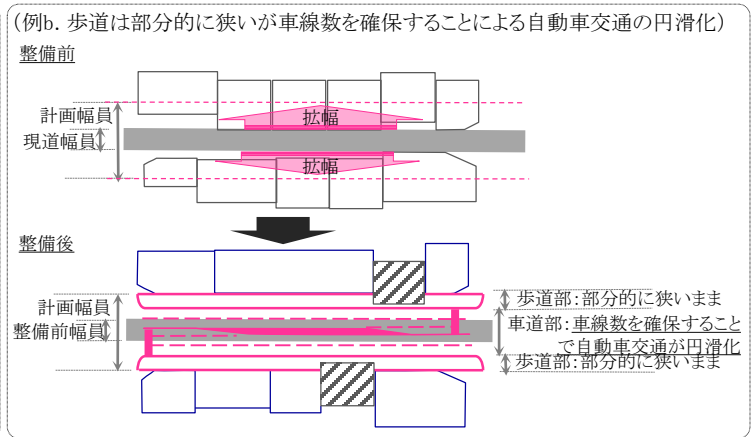 (例b. 歩道は部分的に狭いが車線数を確保することによる自動車交通の円滑化)
整備前
計画幅員
現道幅員
拡幅
拡幅
整備後
計画幅員
整備前幅員
歩道部:部分的に狭いまま
車道部:車線数を確保すること
で自動車交通が円滑化
歩道部:部分的に狭いまま